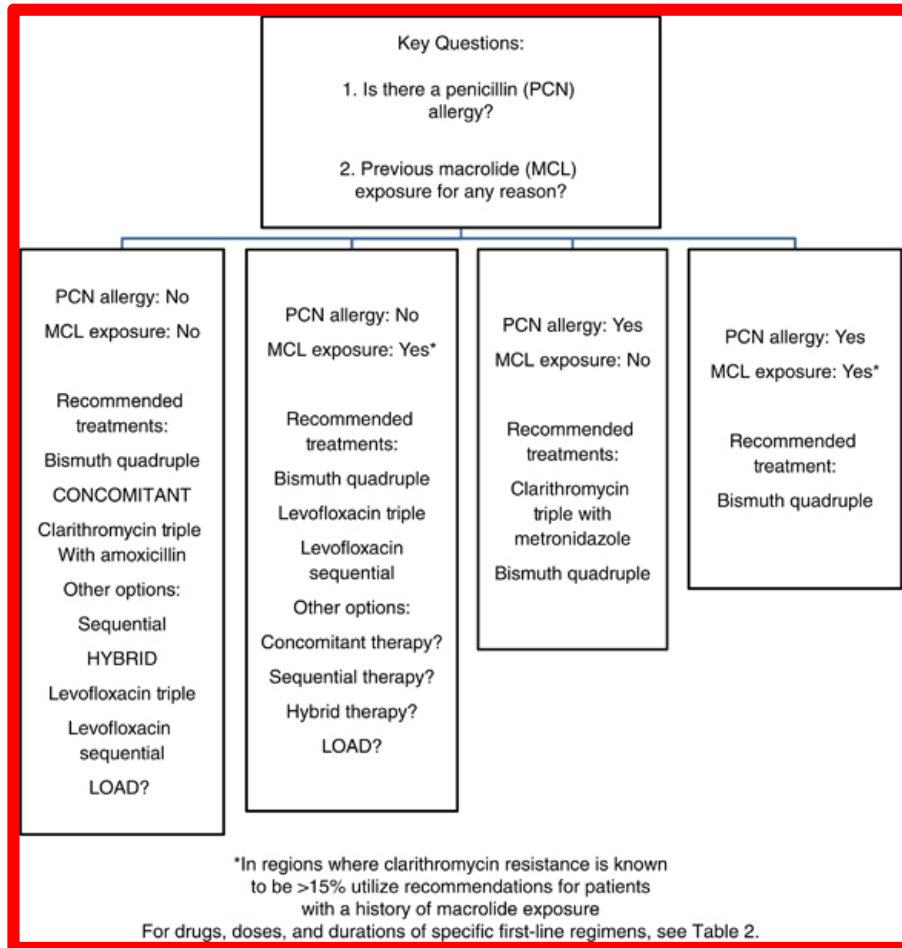 Key Questions:
1. Is there a penicillin (PCN)
allergy?
2. Previous macrolide (MCL)
exposure for any reason?
PCN allergy: No
MCL exposure: No
Recommended
treatments:
Bismuth quadruple
CONCOMITANT
Clarithromycin triple
With amoxicillin
Other options:
Sequential
HYBRID
Levofloxacin triple
Levofloxacin
sequential
LOAD?
PCN allergy: No
MCL exposure: Yes*
Recommended
treatments:
Bismuth quadruple
Levofloxacin triple
Levofloxacin
sequential
Other options:
Concomitant therapy?
Sequential therapy?
Hybrid therapy?
LOAD?
PCN allergy: Yes
MCL exposure: No
Recommended
treatments:
Clarithromycin
triple with
metronidazole
Bismuth quadruple
PCN allergy: Yes
MCL exposure: Yes*
Recommended
treatment:
Bismuth quadruple
*In regions where clarithromycin resistance is known
to be >15% utilize recommendations for patients
with a history of macrolide exposure
For drugs, doses, and durations of specific first-line regimens, see Table 2.